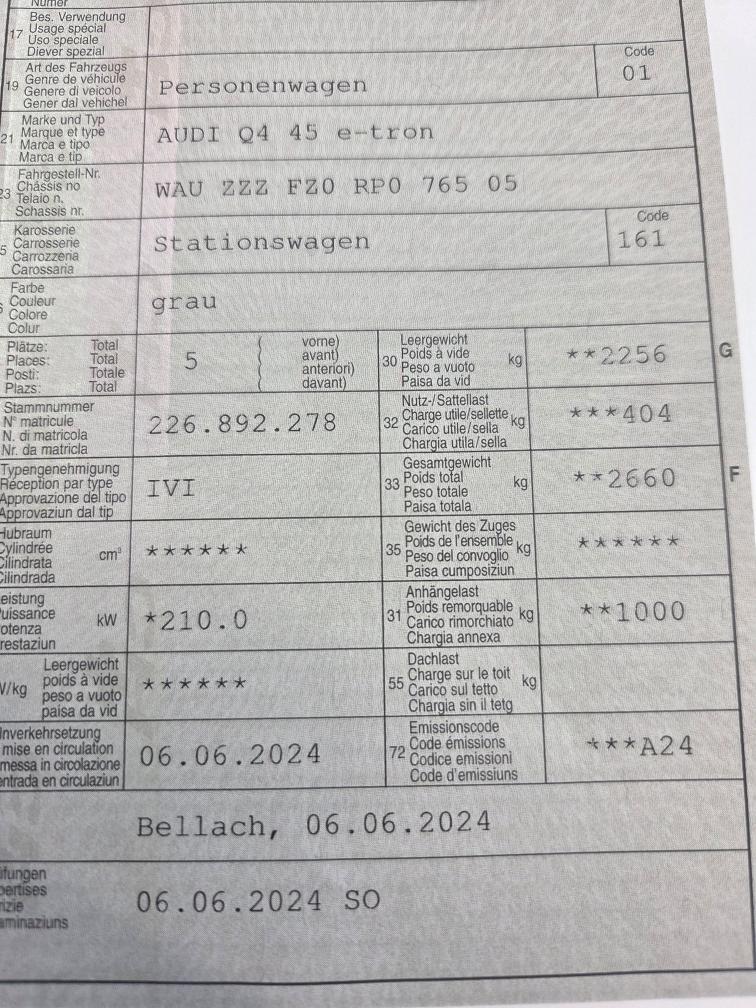 Numer
17
Bes. Verwendung
Usage spécial
Uso speciale
Diever spezial
19
Art des Fahrzeugs
Genre de véhicule
Genere di veicolo
Gener dal vehichel
Personenwagen
Code
01
21
Marke und Typ
Marque et type
Marca e tipo
Marca e tip
AUDI Q4 45 e-tron
23
Fahrgestell-Nr.
Châssis no
Telaio n.
Schassis nr.
WAU ZZZ FZ0 RP0 765 05
5
Karosserie
Carrosserie
Carrozzeria
Carossaria
Stationswagen
Code
161
Farbe
Couleur
Colore
Colur
grau
Plätze: Total
Places: Total
Posti: Totale
Plazs: Total
5
vorne)
avant)
anteriori)
davant)
30
Leergewicht
Poids à vide
Peso a vuoto
Paisa da vid
kg
**2256
G
Stammnummer
N° matricule
N. di matricola
Nr. da matricla
226.892.278
32
Nutz-/Sattellast
Charge utile/sellette
Carico utile/sella
Chargia utila/sella
kg
***404
Typengenehmigung
Réception par type
Approvazione del tipo
Approvaziun dal tip
IVI
33
Gesamtgewicht
Poids total
Peso totale
Paisa totala
kg
**2660
F
Hubraum
Cylindrée
Cilindrata
Cilindrada
cm³
******
35
Gewicht des Zuges
Poids de l'ensemble
Peso del convoglio
Paisa cumposiziun
kg
******
eistung
uissance
otenza
restaziun
kW
*210.0
31
Anhängelast
Poids remorquable
Carico rimorchiato
Chargia annexa
kg
**1000
/kg
Leergewicht
poids à vide
peso a vuoto
paisa da vid
******
55
Dachlast
Charge sur le toit
Carico sul tetto
Chargia sin il tetg
kg
Inverkehrsetzung
mise en circulation
messa in circolazione
entrada en circulaziun
06.06.2024
72
Emissionscode
Code émissions
Codice emissioni
Code d'emissiuns
***A24
Bellach, 06.06.2024
üfungen
pertises
rizie
aminaziuns
06.06.2024 SO